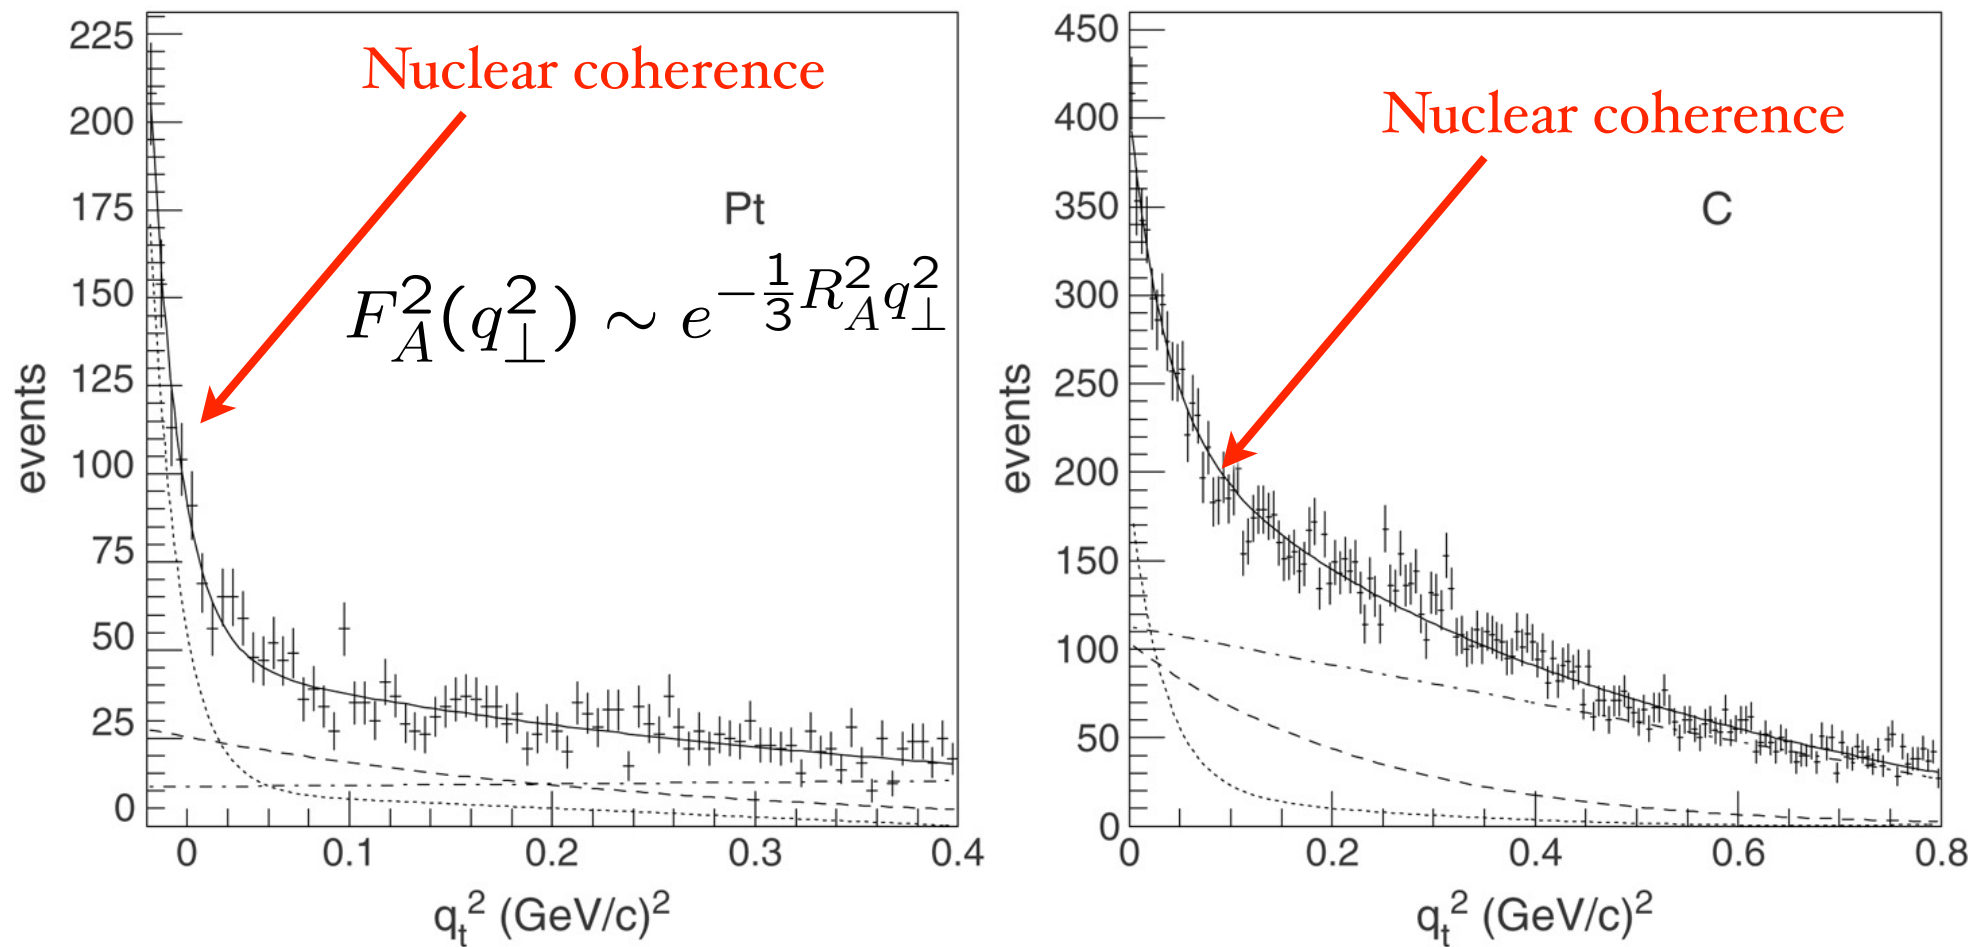 225
200
175
150
125
100
75
50
25
0
events
Nuclear coherence
Pt
F_A^2(q_⊥^2) ∼ e^{-\frac{1}{3}R_A^2 q_⊥^2}
0 0.1 0.2 0.3 0.4
q_t^2 (GeV/c)^2
450
400
350
300
250
200
150
100
50
0
events
Nuclear coherence
C
0 0.2 0.4 0.6 0.8
q_t^2 (GeV/c)^2